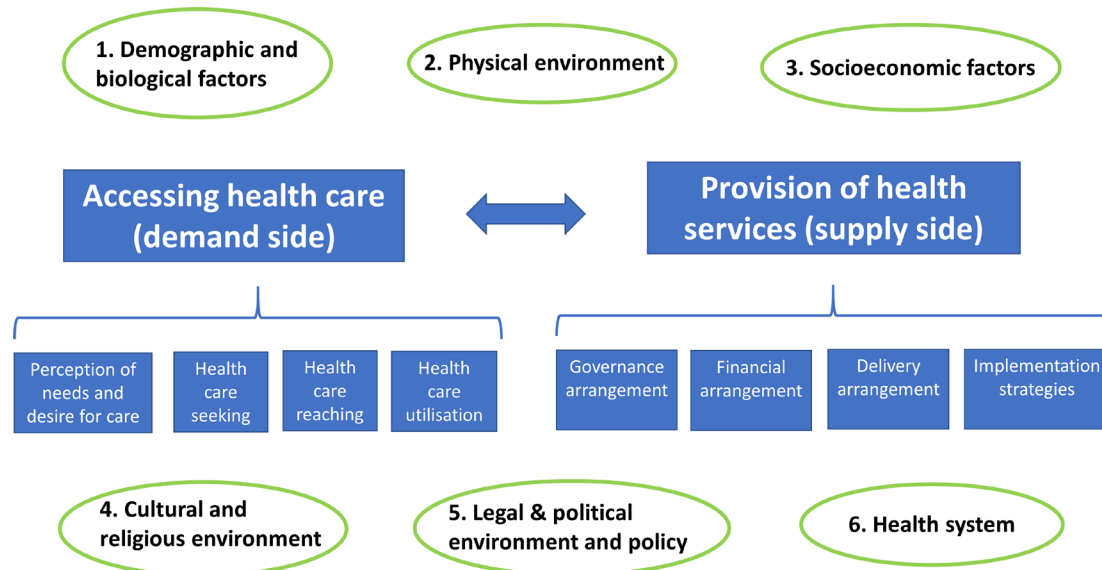 1. Demographic and
biological factors
2. Physical environment
3. Socioeconomic factors
Accessing health care
(demand side)
Provision of health
services (supply side)
Perception of
needs and
desire for care
Health
care
seeking
Health
care
reaching
Health
care
utilisation
Governance
arrangement
Financial
arrangement
Delivery
arrangement
Implementation
strategies
4. Cultural and
religious environment
5. Legal & political
environment and policy
6. Health system